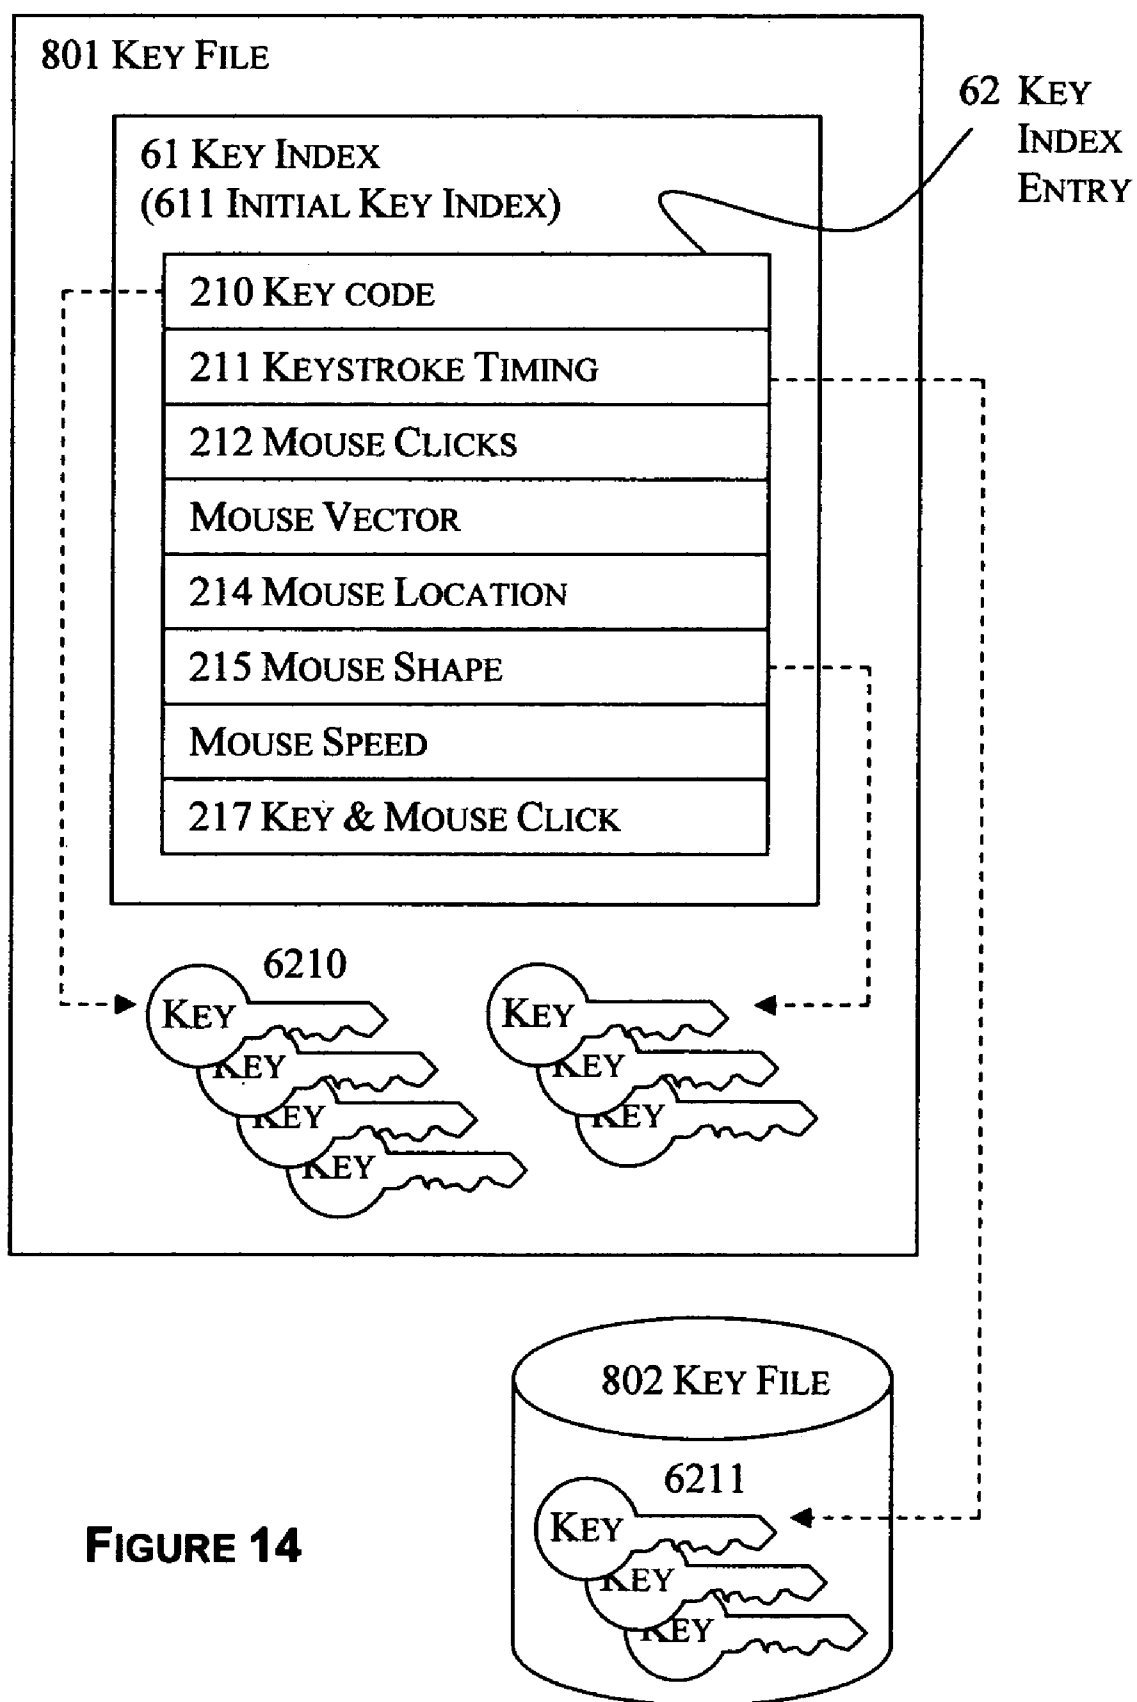 801 KEY FILE
62 KEY
INDEX
ENTRY
61 KEY INDEX
(611 INITIAL KEY INDEX)
210 KEY CODE
211 KEYSTROKE TIMING
212 MOUSE CLICKS
MOUSE VECTOR
214 MOUSE LOCATION
215 MOUSE SHAPE
MOUSE SPEED
217 KEY & MOUSE CLICK
6210
KEY
KEY
KEY
KEY
KEY
KEY
KEY
802 KEY FILE
6211
KEY
KEY
KEY
FIGURE 14